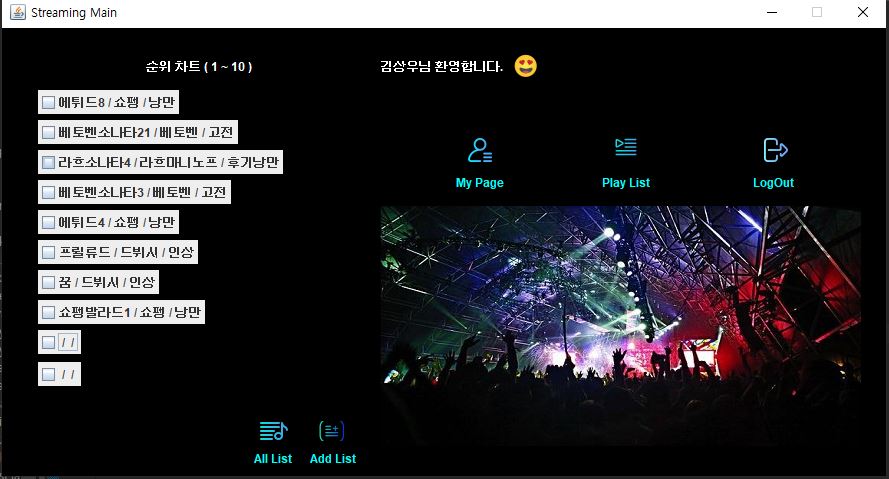 Streaming Main
순위 차트 ( 1 ~ 10 )
김상우님 환영합니다.
에튀드8 / 쇼팽 / 낭만
베토벤소나타21 / 베토벤 / 고전
라흐소나타4 / 라흐마니노프 / 후기낭만
베토벤소나타3 / 베토벤 / 고전
에튀드4 / 쇼팽 / 낭만
프릴류드 / 드뷔시 / 인상
꿈 / 드뷔시 / 인상
쇼팽발라드1 / 쇼팽 / 낭만
/ /
/ /
My Page
Play List
LogOut
All List
Add List